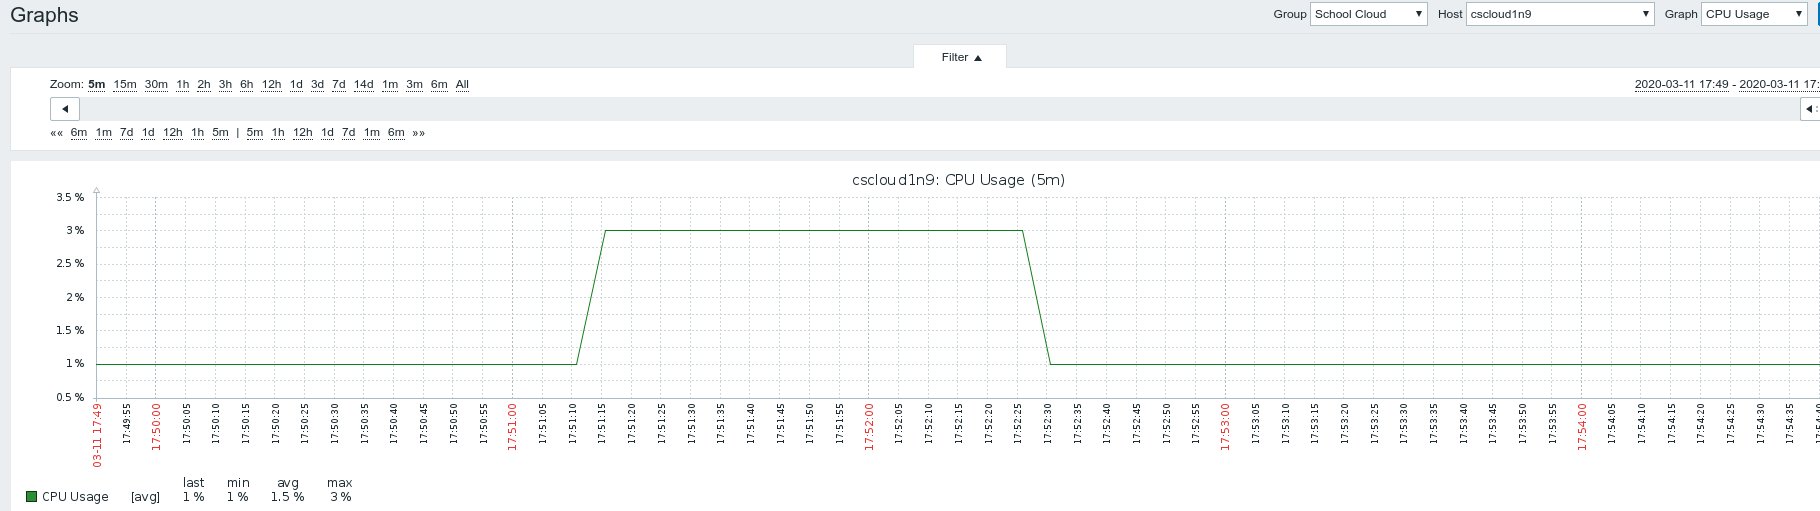 Graphs
Group School Cloud Host cscloud1n9 Graph CPU Usage
Filter
Zoom: 5m 15m 30m 1h 2h 3h 6h 12h 1d 3d 7d 14d 1m 3m 6m All
2020-03-11 17:49 - 2020-03-11 17:
«« 6m 1m 7d 1d 12h 1h 5m | 5m 1h 12h 1d 7d 1m 6m »»
cscloud1n9: CPU Usage (5m)
3.5 %
3 %
2.5 %
2 %
1.5 %
1 %
0.5 %
03-11 17:49 17:49:55 17:50:00 17:50:05 17:50:10 17:50:15 17:50:20 17:50:25 17:50:30 17:50:35 17:50:40 17:50:45 17:50:50 17:50:55 17:51:00 17:51:05 17:51:10 17:51:15 17:51:20 17:51:25 17:51:30 17:51:35 17:51:40 17:51:45 17:51:50 17:51:55 17:52:00 17:52:05 17:52:10 17:52:15 17:52:20 17:52:25 17:52:30 17:52:35 17:52:40 17:52:45 17:52:50 17:52:55 17:53:00 17:53:05 17:53:10 17:53:15 17:53:20 17:53:25 17:53:30 17:53:35 17:53:40 17:53:45 17:53:50 17:53:55 17:54:00 17:54:05 17:54:10 17:54:15 17:54:20 17:54:25 17:54:30 17:54:35 17:54:40
last min avg max
CPU Usage [avg] 1 % 1 % 1.5 % 3 %